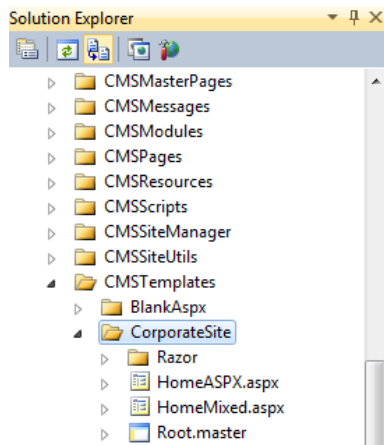 Solution Explorer
CMSMasterPages
CMSMessages
CMSModules
CMSPages
CMSResources
CMSScripts
CMSSiteManager
CMSSiteUtils
CMSTemplates
BlankAspx
CorporateSite
Razor
HomeASPX.aspx
HomeMixed.aspx
Root.master